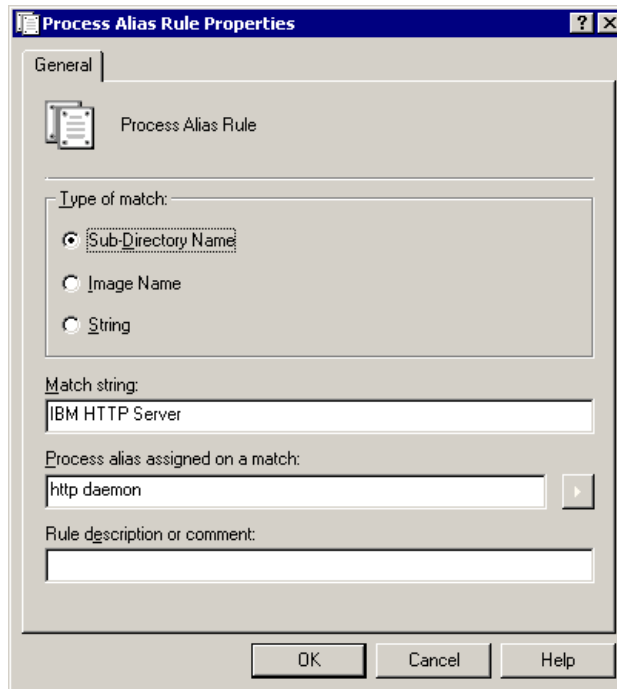 Process Alias Rule Properties
General
Process Alias Rule
Type of match:
Sub-Directory Name
Image Name
String
Match string:
IBM HTTP Server
Process alias assigned on a match:
http daemon
Rule description or comment:
OK Cancel Help